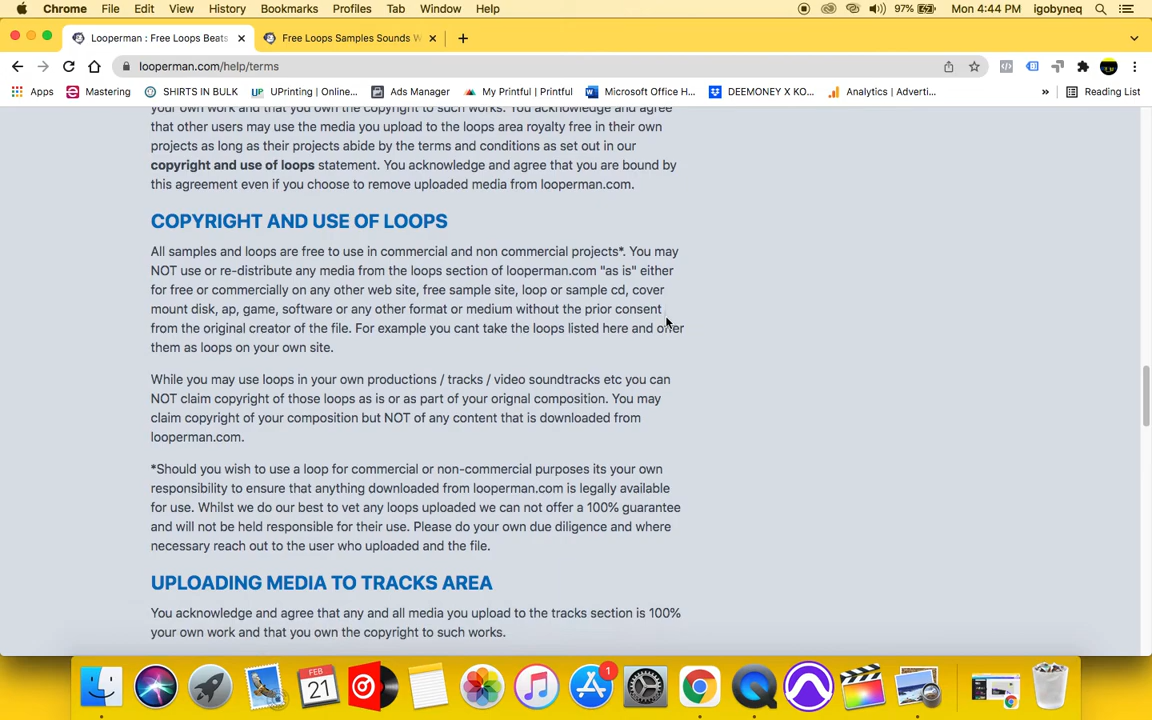 Chrome File Edit View History Bookmarks Profiles Tab Window Help 97% Mon 4:44 PM igobyneq
Looperman : Free Loops Beats Free Loops Samples Sounds W
looperman.com/help/terms
Apps Mastering SHIRTS IN BULK UPrinting | Online... Ads Manager My Printful | Printful Microsoft Office H... DEEMONEY X KO... Analytics | Adverti... » Reading List
your own work and that you own the copyright to such works. You acknowledge and agree
that other users may use the media you upload to the loops area royalty free in their own
projects as long as their projects abide by the terms and conditions as set out in our
copyright and use of loops statement. You acknowledge and agree that you are bound by
this agreement even if you choose to remove uploaded media from looperman.com.
COPYRIGHT AND USE OF LOOPS
All samples and loops are free to use in commercial and non commercial projects*. You may
NOT use or re-distribute any media from the loops section of looperman.com "as is" either
for free or commercially on any other web site, free sample site, loop or sample cd, cover
mount disk, ap, game, software or any other format or medium without the prior consent
from the original creator of the file. For example you cant take the loops listed here and offer
them as loops on your own site.
While you may use loops in your own productions / tracks / video soundtracks etc you can
NOT claim copyright of those loops as is or as part of your orignal composition. You may
claim copyright of your composition but NOT of any content that is downloaded from
looperman.com.
*Should you wish to use a loop for commercial or non-commercial purposes its your own
responsibility to ensure that anything downloaded from looperman.com is legally available
for use. Whilst we do our best to vet any loops uploaded we can not offer a 100% guarantee
and will not be held responsible for their use. Please do your own due diligence and where
necessary reach out to the user who uploaded and the file.
UPLOADING MEDIA TO TRACKS AREA
You acknowledge and agree that any and all media you upload to the tracks section is 100%
your own work and that you own the copyright to such works.
FEB
21
1